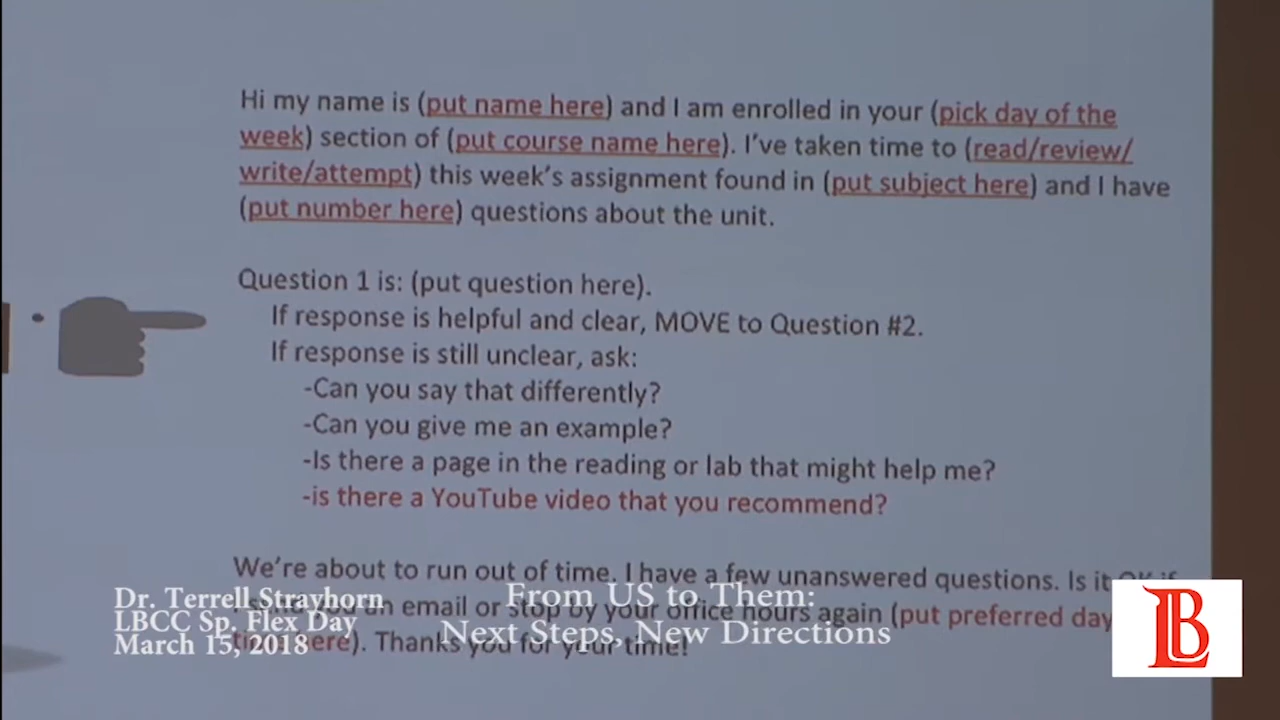 Hi my name is (put name here) and I am enrolled in your (pick day of the
week) section of (put course name here). I've taken time to (read/review/
write/attempt) this week's assignment found in (put subject here) and I have
(put number here) questions about the unit.
Question 1 is: (put question here).
If response is helpful and clear, MOVE to Question #2.
If response is still unclear, ask:
-Can you say that differently?
-Can you give me an example?
-Is there a page in the reading or lab that might help me?
-is there a YouTube video that you recommend?
We're about to run out of time. I have a few unanswered questions. Is it OK if
an email or stop by your office hours again (put preferred day
here). Thanks you for your time!
Dr. Terrell Strayhorn
LBCC Sp. Flex Day
March 15, 2018
From US to Them:
Next Steps, New Directions
LB